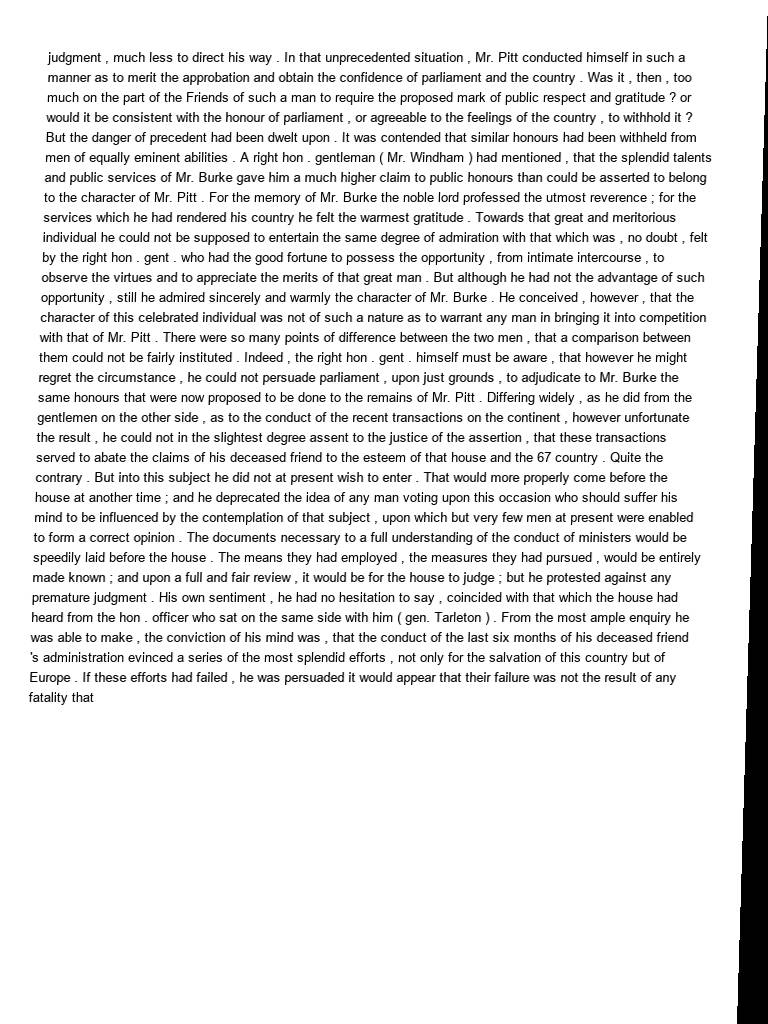 judgment , much less to direct his way . In that unprecedented situation , Mr. Pitt conducted himself in such a
manner as to merit the approbation and obtain the confidence of parliament and the country . Was it , then , too
much on the part of the Friends of such a man to require the proposed mark of public respect and gratitude ? or
would it be consistent with the honour of parliament , or agreeable to the feelings of the country , to withhold it ?
But the danger of precedent had been dwelt upon . It was contended that similar honours had been withheld from
men of equally eminent abilities . A right hon . gentleman ( Mr. Windham ) had mentioned , that the splendid talents
and public services of Mr. Burke gave him a much higher claim to public honours than could be asserted to belong
to the character of Mr. Pitt . For the memory of Mr. Burke the noble lord professed the utmost reverence ; for the
services which he had rendered his country he felt the warmest gratitude . Towards that great and meritorious
individual he could not be supposed to entertain the same degree of admiration with that which was , no doubt , felt
by the right hon . gent . who had the good fortune to possess the opportunity , from intimate intercourse , to
observe the virtues and to appreciate the merits of that great man . But although he had not the advantage of such
opportunity , still he admired sincerely and warmly the character of Mr. Burke . He conceived , however , that the
character of this celebrated individual was not of such a nature as to warrant any man in bringing it into competition
with that of Mr. Pitt . There were so many points of difference between the two men , that a comparison between
them could not be fairly instituted . Indeed , the right hon . gent . himself must be aware , that however he might
regret the circumstance , he could not persuade parliament , upon just grounds , to adjudicate to Mr. Burke the
same honours that were now proposed to be done to the remains of Mr. Pitt . Differing widely , as he did from the
gentlemen on the other side , as to the conduct of the recent transactions on the continent , however unfortunate
the result , he could not in the slightest degree assent to the justice of the assertion , that these transactions
served to abate the claims of his deceased friend to the esteem of that house and the 67 country . Quite the
contrary . But into this subject he did not at present wish to enter . That would more properly come before the
house at another time ; and he deprecated the idea of any man voting upon this occasion who should suffer his
mind to be influenced by the contemplation of that subject , upon which but very few men at present were enabled
to form a correct opinion . The documents necessary to a full understanding of the conduct of ministers would be
speedily laid before the house . The means they had employed , the measures they had pursued , would be entirely
made known ; and upon a full and fair review , it would be for the house to judge ; but he protested against any
premature judgment . His own sentiment , he had no hesitation to say , coincided with that which the house had
heard from the hon . officer who sat on the same side with him ( gen. Tarleton ) . From the most ample enquiry he
was able to make , the conviction of his mind was , that the conduct of the last six months of his deceased friend
's administration evinced a series of the most splendid efforts , not only for the salvation of this country but of
Europe . If these efforts had failed , he was persuaded it would appear that their failure was not the result of any
fatality that